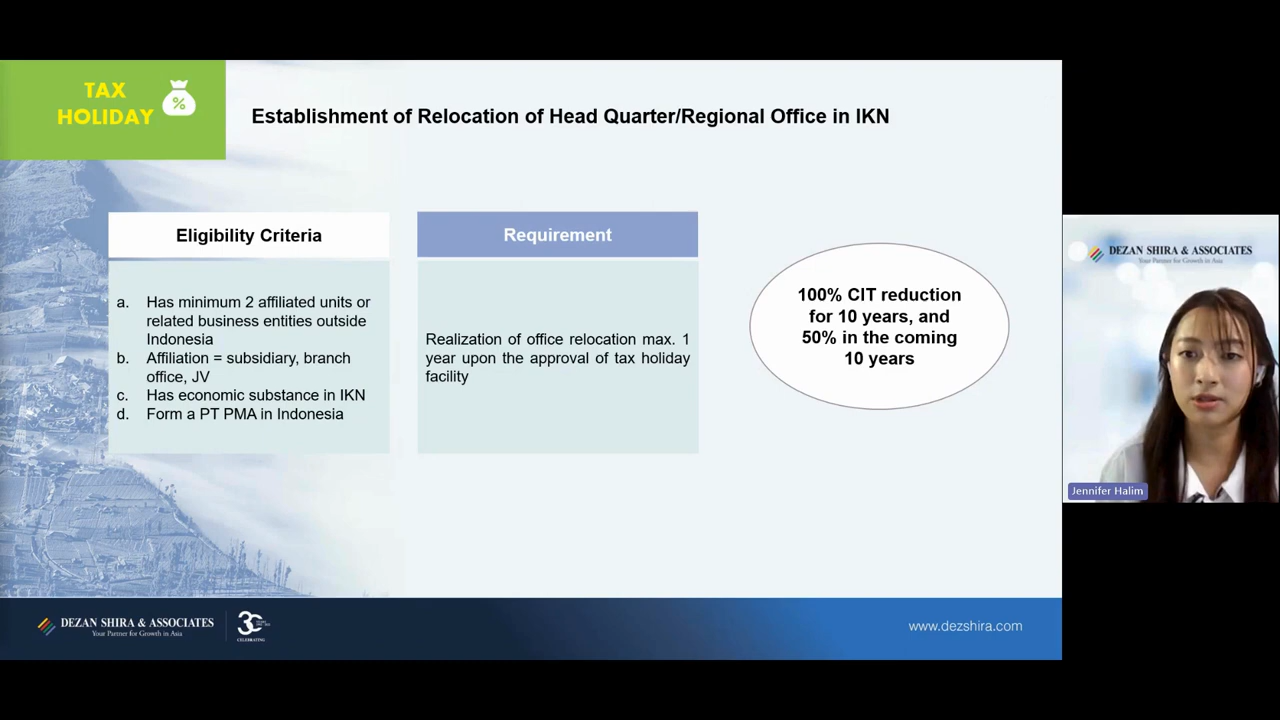 TAX
HOLIDAY
%
Establishment of Relocation of Head Quarter/Regional Office in IKN
Eligibility Criteria
a. Has minimum 2 affiliated units or
related business entities outside
Indonesia
b. Affiliation = subsidiary, branch
office, JV
c. Has economic substance in IKN
d. Form a PT PMA in Indonesia
Requirement
Realization of office relocation max. 1
year upon the approval of tax holiday
facility
100% CIT reduction
for 10 years, and
50% in the coming
10 years
DEZAN SHIRA & ASSOCIATES
Your Partner for Growth in Asia
Jennifer Halim
DEZAN SHIRA & ASSOCIATES
Your Partner for Growth in Asia
CELEBRATING
www.dezshira.com